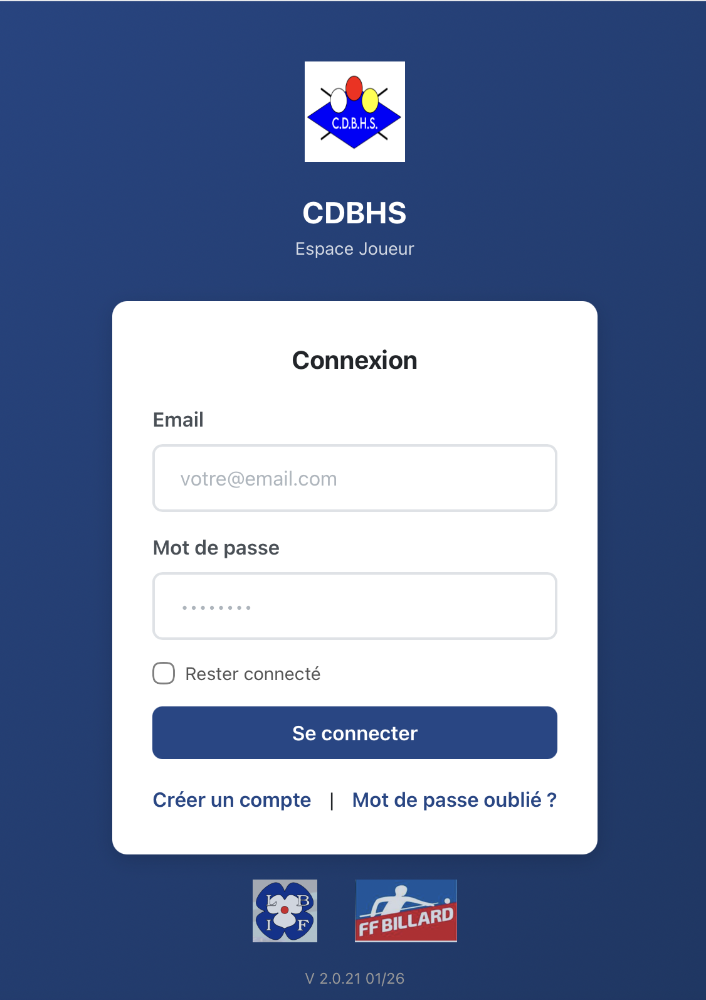 C.D.B.H.S.
CDBHS
Espace Joueur
Connexion
Email
votre@email.com
Mot de passe
••••••••
Rester connecté
Se connecter
Créer un compte | Mot de passe oublié ?
L B
I F
FF BILLARD
V 2.0.21 01/26